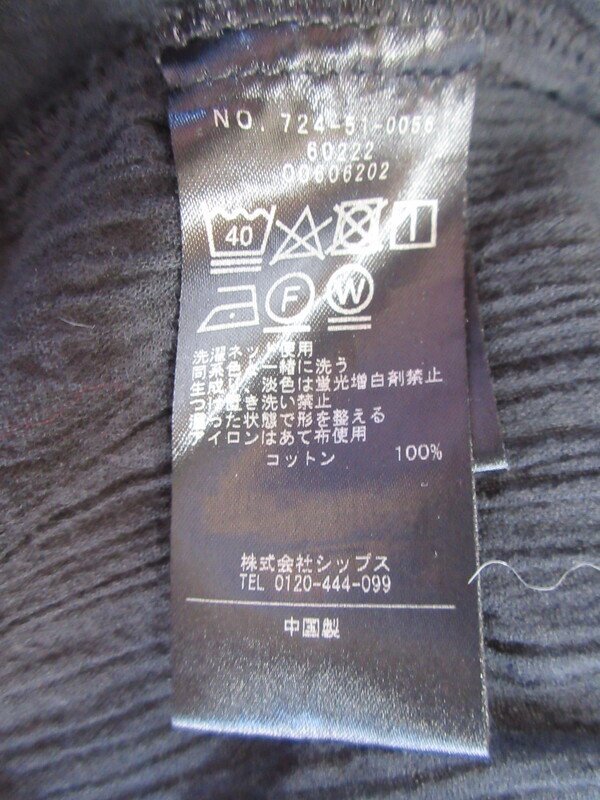 NO. 724-51-0056
60222
00606202
40
F W
洗濯ネット使用
同系色と一緒に洗う
生成り、淡色は蛍光増白剤禁止
つけ置き洗い禁止
湿った状態で形を整える
アイロンはあて布使用
コットン 100%
株式会社シップス
TEL 0120-444-099
中国製